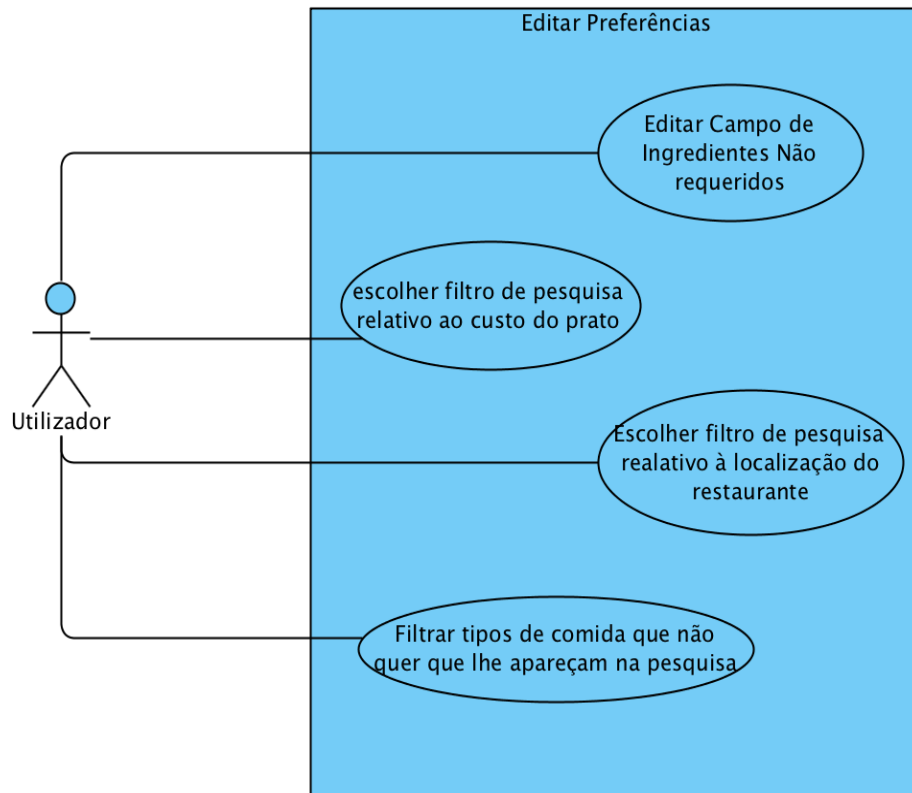 Editar Preferências
Editar Campo de
Ingredientes Não
requeridos
escolher filtro de pesquisa
relativo ao custo do prato
Utilizador
Escolher filtro de pesquisa
realativo à localização do
restaurante
Filtrar tipos de comida que não
quer que lhe apareçam na pesquisa